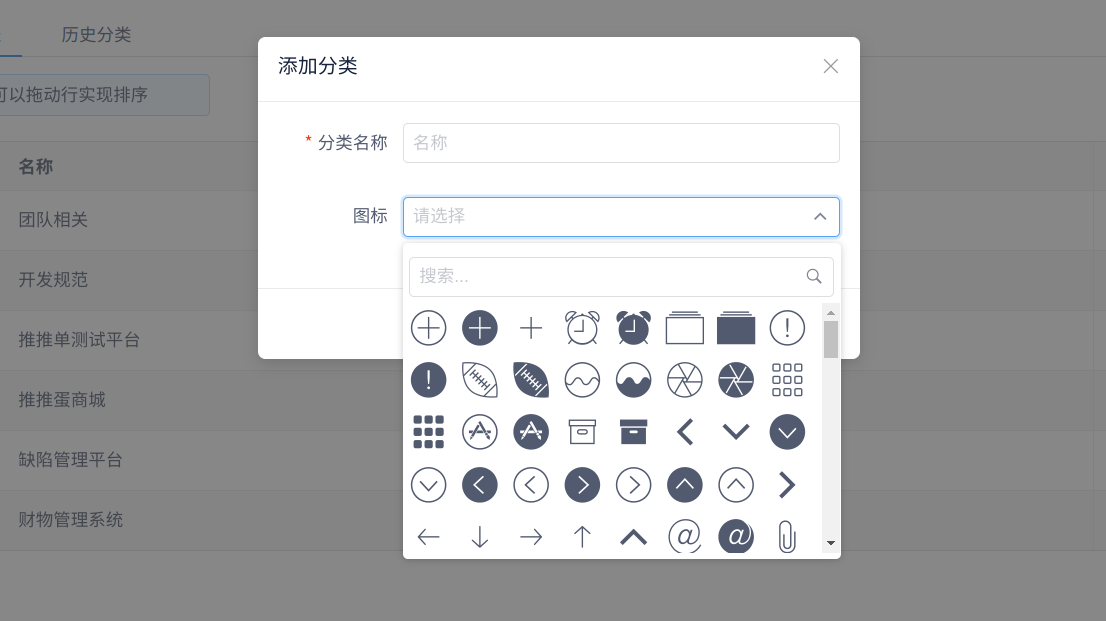 历史分类
可以拖动行实现排序
名称
团队相关
开发规范
推推单测试平台
推推蛋商城
缺陷管理平台
财物管理系统
添加分类
* 分类名称
名称
图标
请选择
搜索...